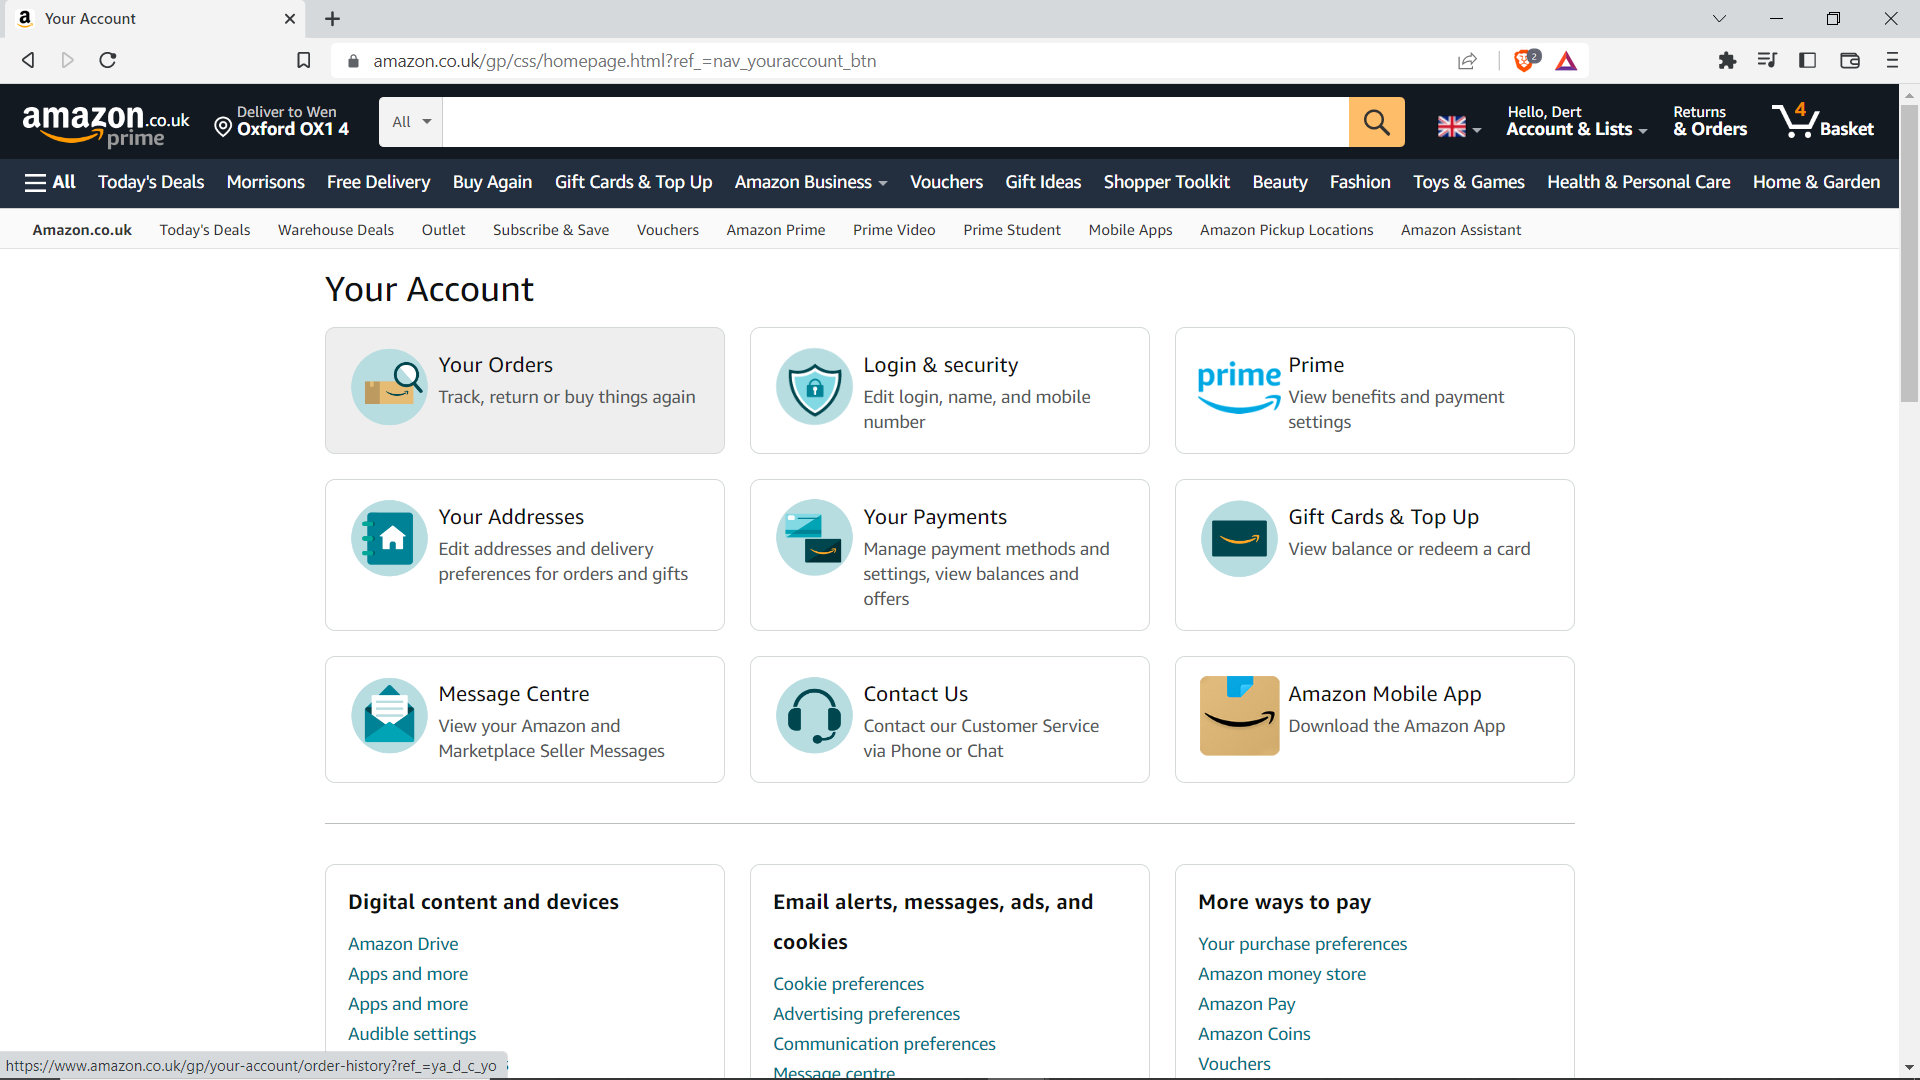 Your Account
amazon.co.uk/gp/css/homepage.html?ref_=nav_youraccount_btn
2
amazon.co.uk
prime
Deliver to Wen
Oxford OX1 4
All
Hello, Dert
Account & Lists
Returns
& Orders
4
Basket
All
Today's Deals
Morrisons
Free Delivery
Buy Again
Gift Cards & Top Up
Amazon Business
Vouchers
Gift Ideas
Shopper Toolkit
Beauty
Fashion
Toys & Games
Health & Personal Care
Home & Garden
Amazon.co.uk
Today's Deals
Warehouse Deals
Outlet
Subscribe & Save
Vouchers
Amazon Prime
Prime Video
Prime Student
Mobile Apps
Amazon Pickup Locations
Amazon Assistant
Your Account
Your Orders
Track, return or buy things again
Login & security
Edit login, name, and mobile
number
prime
Prime
View benefits and payment
settings
Your Addresses
Edit addresses and delivery
preferences for orders and gifts
Your Payments
Manage payment methods and
settings, view balances and
offers
Gift Cards & Top Up
View balance or redeem a card
Message Centre
View your Amazon and
Marketplace Seller Messages
Contact Us
Contact our Customer Service
via Phone or Chat
Amazon Mobile App
Download the Amazon App
Digital content and devices
Amazon Drive
Apps and more
Apps and more
Audible settings
Email alerts, messages, ads, and
cookies
Cookie preferences
Advertising preferences
Communication preferences
Message centre
More ways to pay
Your purchase preferences
Amazon money store
Amazon Pay
Amazon Coins
Vouchers
https://www.amazon.co.uk/gp/your-account/order-history?ref_=ya_d_c_yo